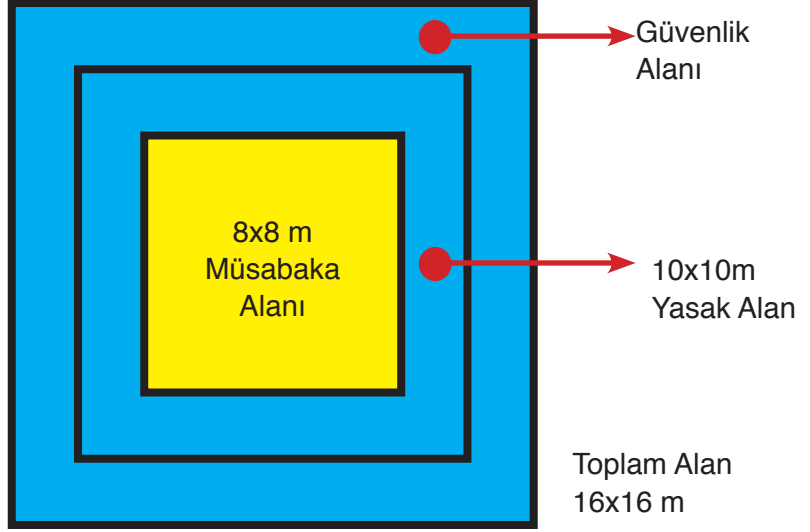 Güvenlik
Alanı
8x8 m
Müsabaka
Alanı
10x10m
Yasak Alan
Toplam Alan
16x16 m